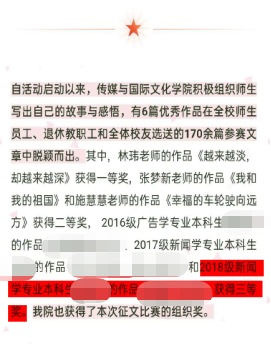 自活动启动以来，传媒与国际文化学院积极组织师生
写出自己的故事与感悟，有6篇优秀作品在全校师生
员工、退休教职工和全体校友选送的170余篇参赛文
章中脱颖而出。其中，林玮老师的作品《越来越淡，
却越来越深》获得一等奖，张梦新老师的作品《我和
我的祖国》和施慧慧老师的作品《幸福的车轮驶向远
方》获得二等奖， 2016级广告学专业本科生
的作品 、2017级新闻学专业本科生
的作品 和2018级新闻
学专业本科生 的作品 获得三等
奖。我院也获得了本次征文比赛的组织奖。